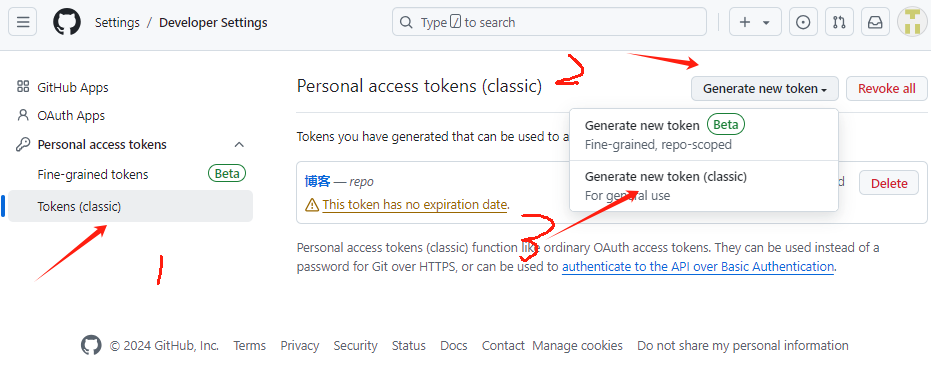 Settings / Developer Settings
Type / to search
GitHub Apps
OAuth Apps
Personal access tokens
Fine-grained tokens Beta
Tokens (classic)
1
Personal access tokens (classic)
2
Generate new token
Revoke all
Tokens you have generated that can be used to a
Generate new token Beta
Fine-grained, repo-scoped
Generate new token (classic)
For general use
博客 — repo
Delete
This token has no expiration date.
3
Personal access tokens (classic) function like ordinary OAuth access tokens. They can be used instead of a
password for Git over HTTPS, or can be used to authenticate to the API over Basic Authentication.
© 2024 GitHub, Inc. Terms Privacy Security Status Docs Contact Manage cookies Do not share my personal information